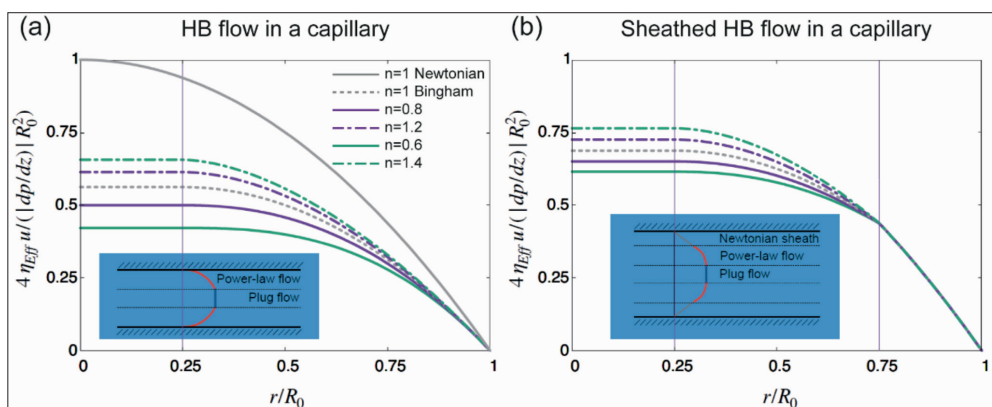 (a) HB flow in a capillary
4 η_Eff u/(|dp/dz|R_0^2)
1
0.75
0.5
0.25
0
n=1 Newtonian
n=1 Bingham
n=0.8
n=1.2
n=0.6
n=1.4
Power-law flow
Plug flow
0
0.25
0.5
0.75
1
r/R_0
(b) Sheathed HB flow in a capillary
4 η_Eff u/(|dp/dz|R_0^2)
1
0.75
0.5
0.25
0
Newtonian sheath
Power-law flow
Plug flow
0
0.25
0.5
0.75
1
r/R_0